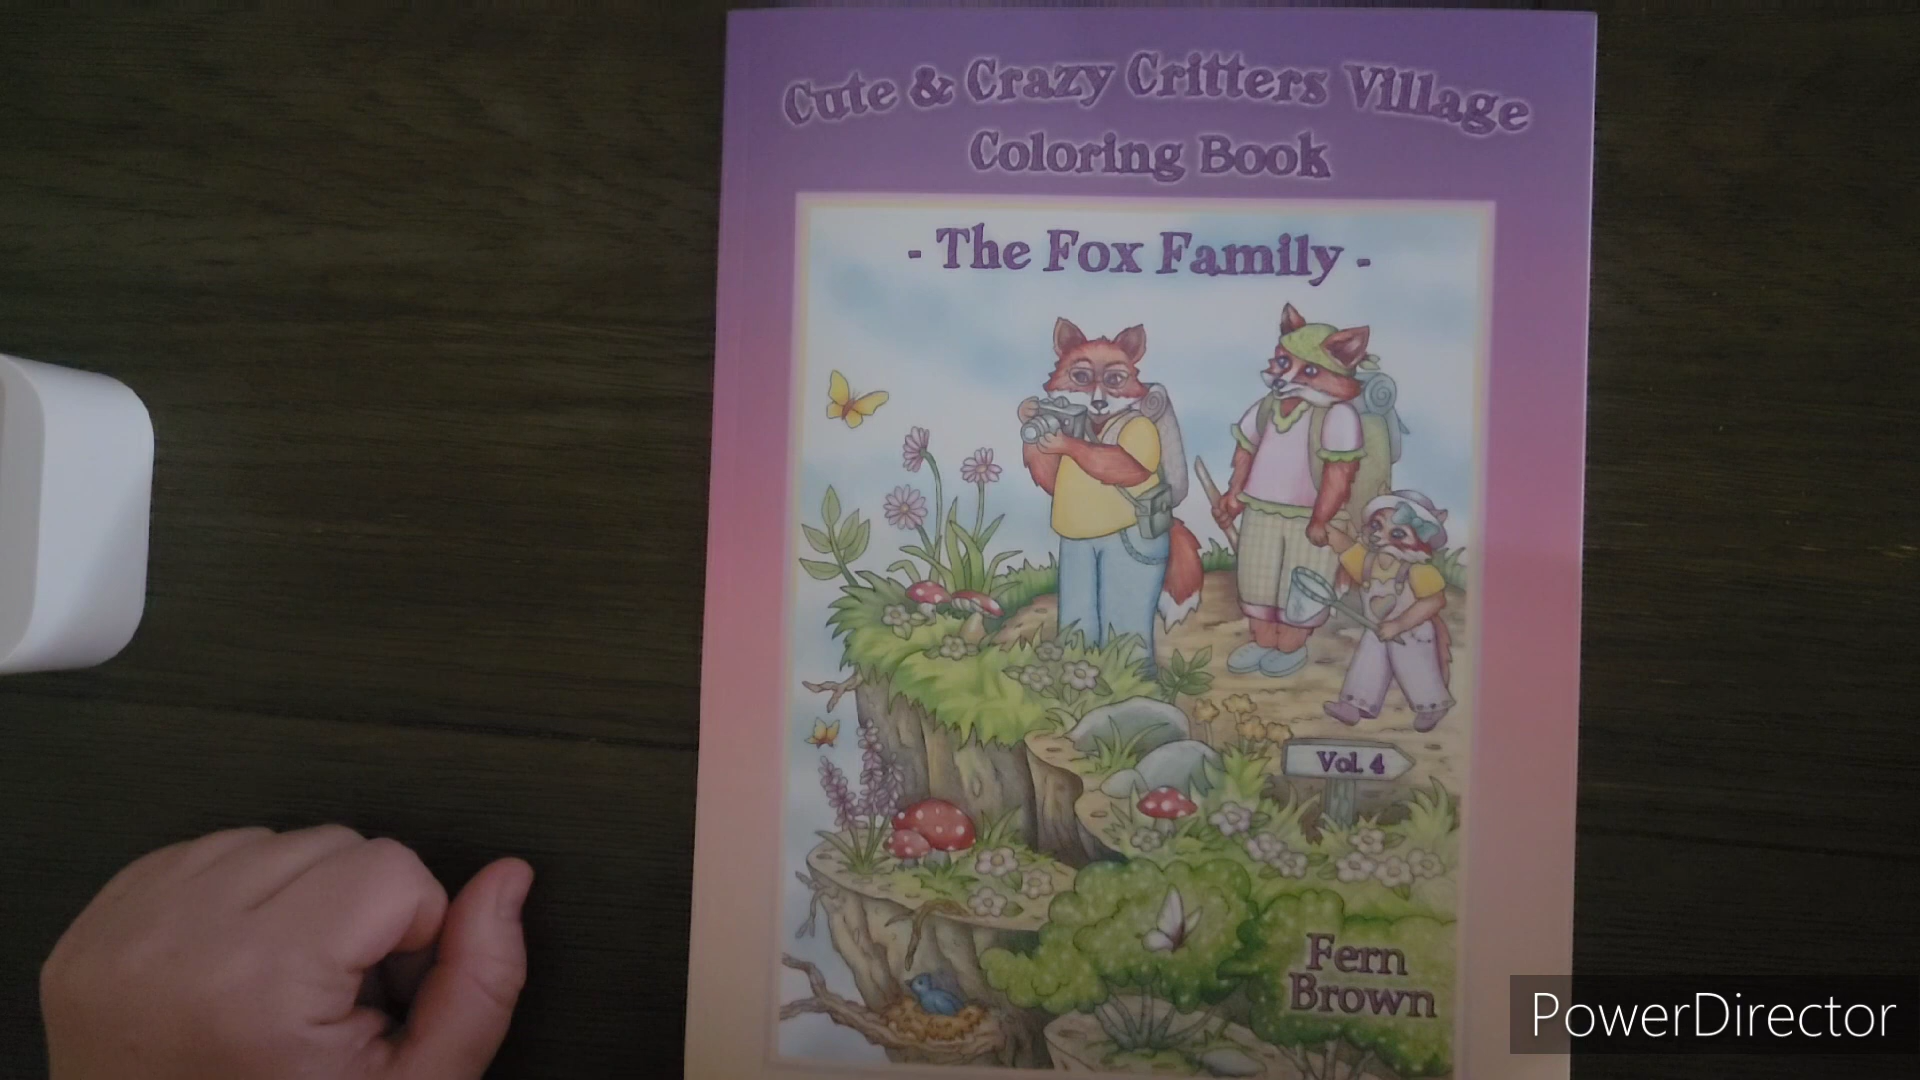 Cute & Crazy Critters Village
Coloring Book
- The Fox Family -
Vol. 4
Fern
Brown
PowerDirector